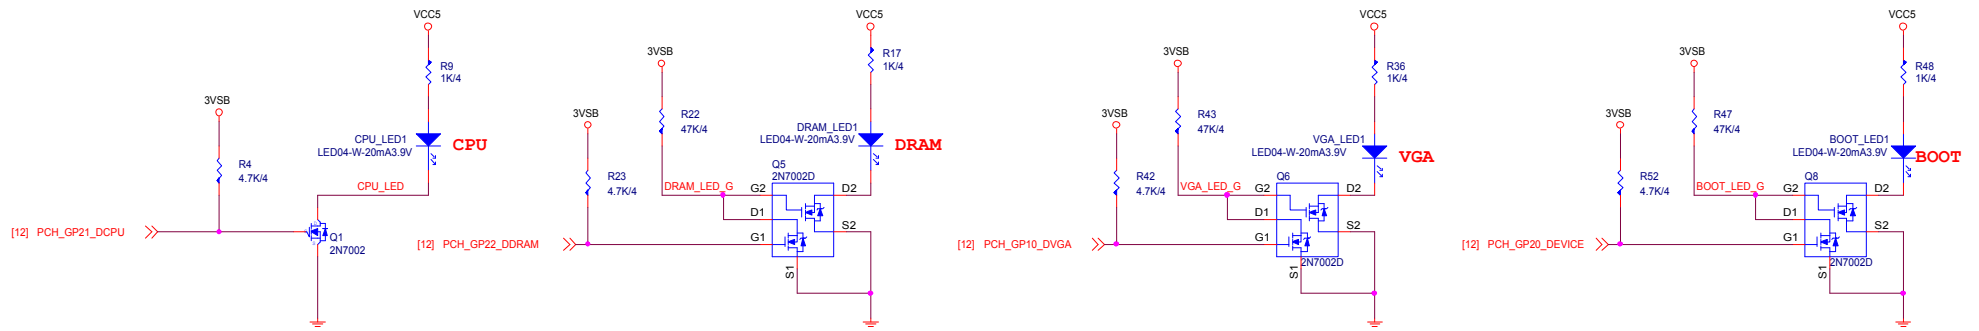 VCC5
R9
1K/4
3VSB
R4
4.7K/4
CPU_LED1
LED04-W-20mA3.9V
CPU
CPU_LED
[12] PCH_GP21_DCPU
Q1
2N7002
VCC5
R17
1K/4
3VSB
R22
47K/4
3VSB
R23
4.7K/4
DRAM_LED1
LED04-W-20mA3.9V
DRAM
Q5
2N7002D
DRAM_LED_G
G2
D2
D1
S2
G1
S1
[12] PCH_GP22_DDRAM
VCC5
R36
1K/4
3VSB
R43
47K/4
3VSB
R42
4.7K/4
VGA_LED1
LED04-W-20mA3.9V
VGA
Q6
VGA_LED_G
G2
D2
D1
S2
G1
S1
2N7002D
[12] PCH_GP10_DVGA
VCC5
R48
1K/4
3VSB
R47
47K/4
3VSB
R52
4.7K/4
BOOT_LED1
LED04-W-20mA3.9V
BOOT
Q8
BOOT_LED_G
G2
D2
D1
S2
G1
S1
2N7002D
[12] PCH_GP20_DEVICE